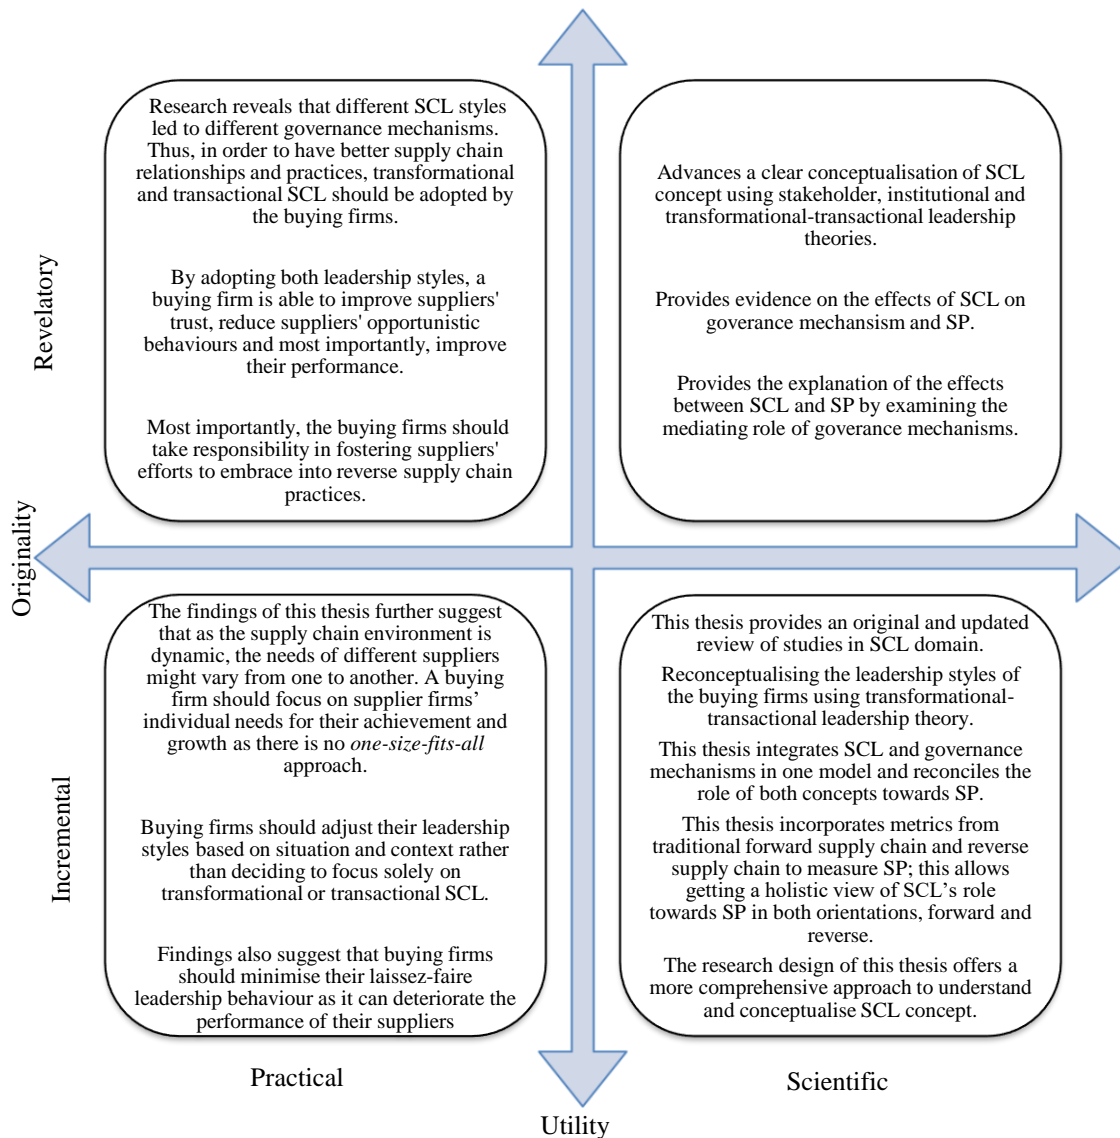 Research reveals that different SCL styles
led to different governance mechanisms.
Thus, in order to have better supply chain
relationships and practices, transformational
and transactional SCL should be adopted by
the buying firms.
By adopting both leadership styles, a
buying firm is able to improve suppliers'
trust, reduce suppliers' opportunistic
behaviours and most importantly, improve
their performance.
Most importantly, the buying firms should
take responsibility in fostering suppliers'
efforts to embrace into reverse supply chain
practices.
Advances a clear conceptualisation of SCL
concept using stakeholder, institutional and
transformational-transactional leadership
theories.
Provides evidence on the effects of SCL on
goverance mechansism and SP.
Provides the explanation of the effects
between SCL and SP by examining the
mediating role of goverance mechanisms.
Revelatory
Originality
The findings of this thesis further suggest
that as the supply chain environment is
dynamic, the needs of different suppliers
might vary from one to another. A buying
firm should focus on supplier firms’
individual needs for their achievement and
growth as there is no one-size-fits-all
approach.
Buying firms should adjust their leadership
styles based on situation and context rather
than deciding to focus solely on
transformational or transactional SCL.
Findings also suggest that buying firms
should minimise their laissez-faire
leadership behaviour as it can deteriorate the
performance of their suppliers
This thesis provides an original and updated
review of studies in SCL domain.
Reconceptualising the leadership styles of
the buying firms using transformational-
transactional leadership theory.
This thesis integrates SCL and governance
mechanisms in one model and reconciles the
role of both concepts towards SP.
This thesis incorporates metrics from
traditional forward supply chain and reverse
supply chain to measure SP; this allows
getting a holistic view of SCL’s role
towards SP in both orientations, forward and
reverse.
The research design of this thesis offers a
more comprehensive approach to understand
and conceptualise SCL concept.
Incremental
Practical
Scientific
Utility